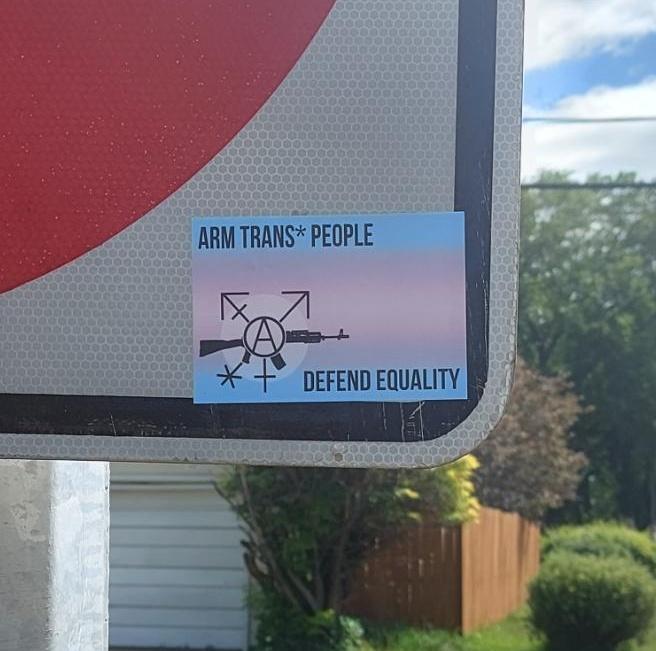 ARM TRANS* PEOPLE
A
DEFEND EQUALITY